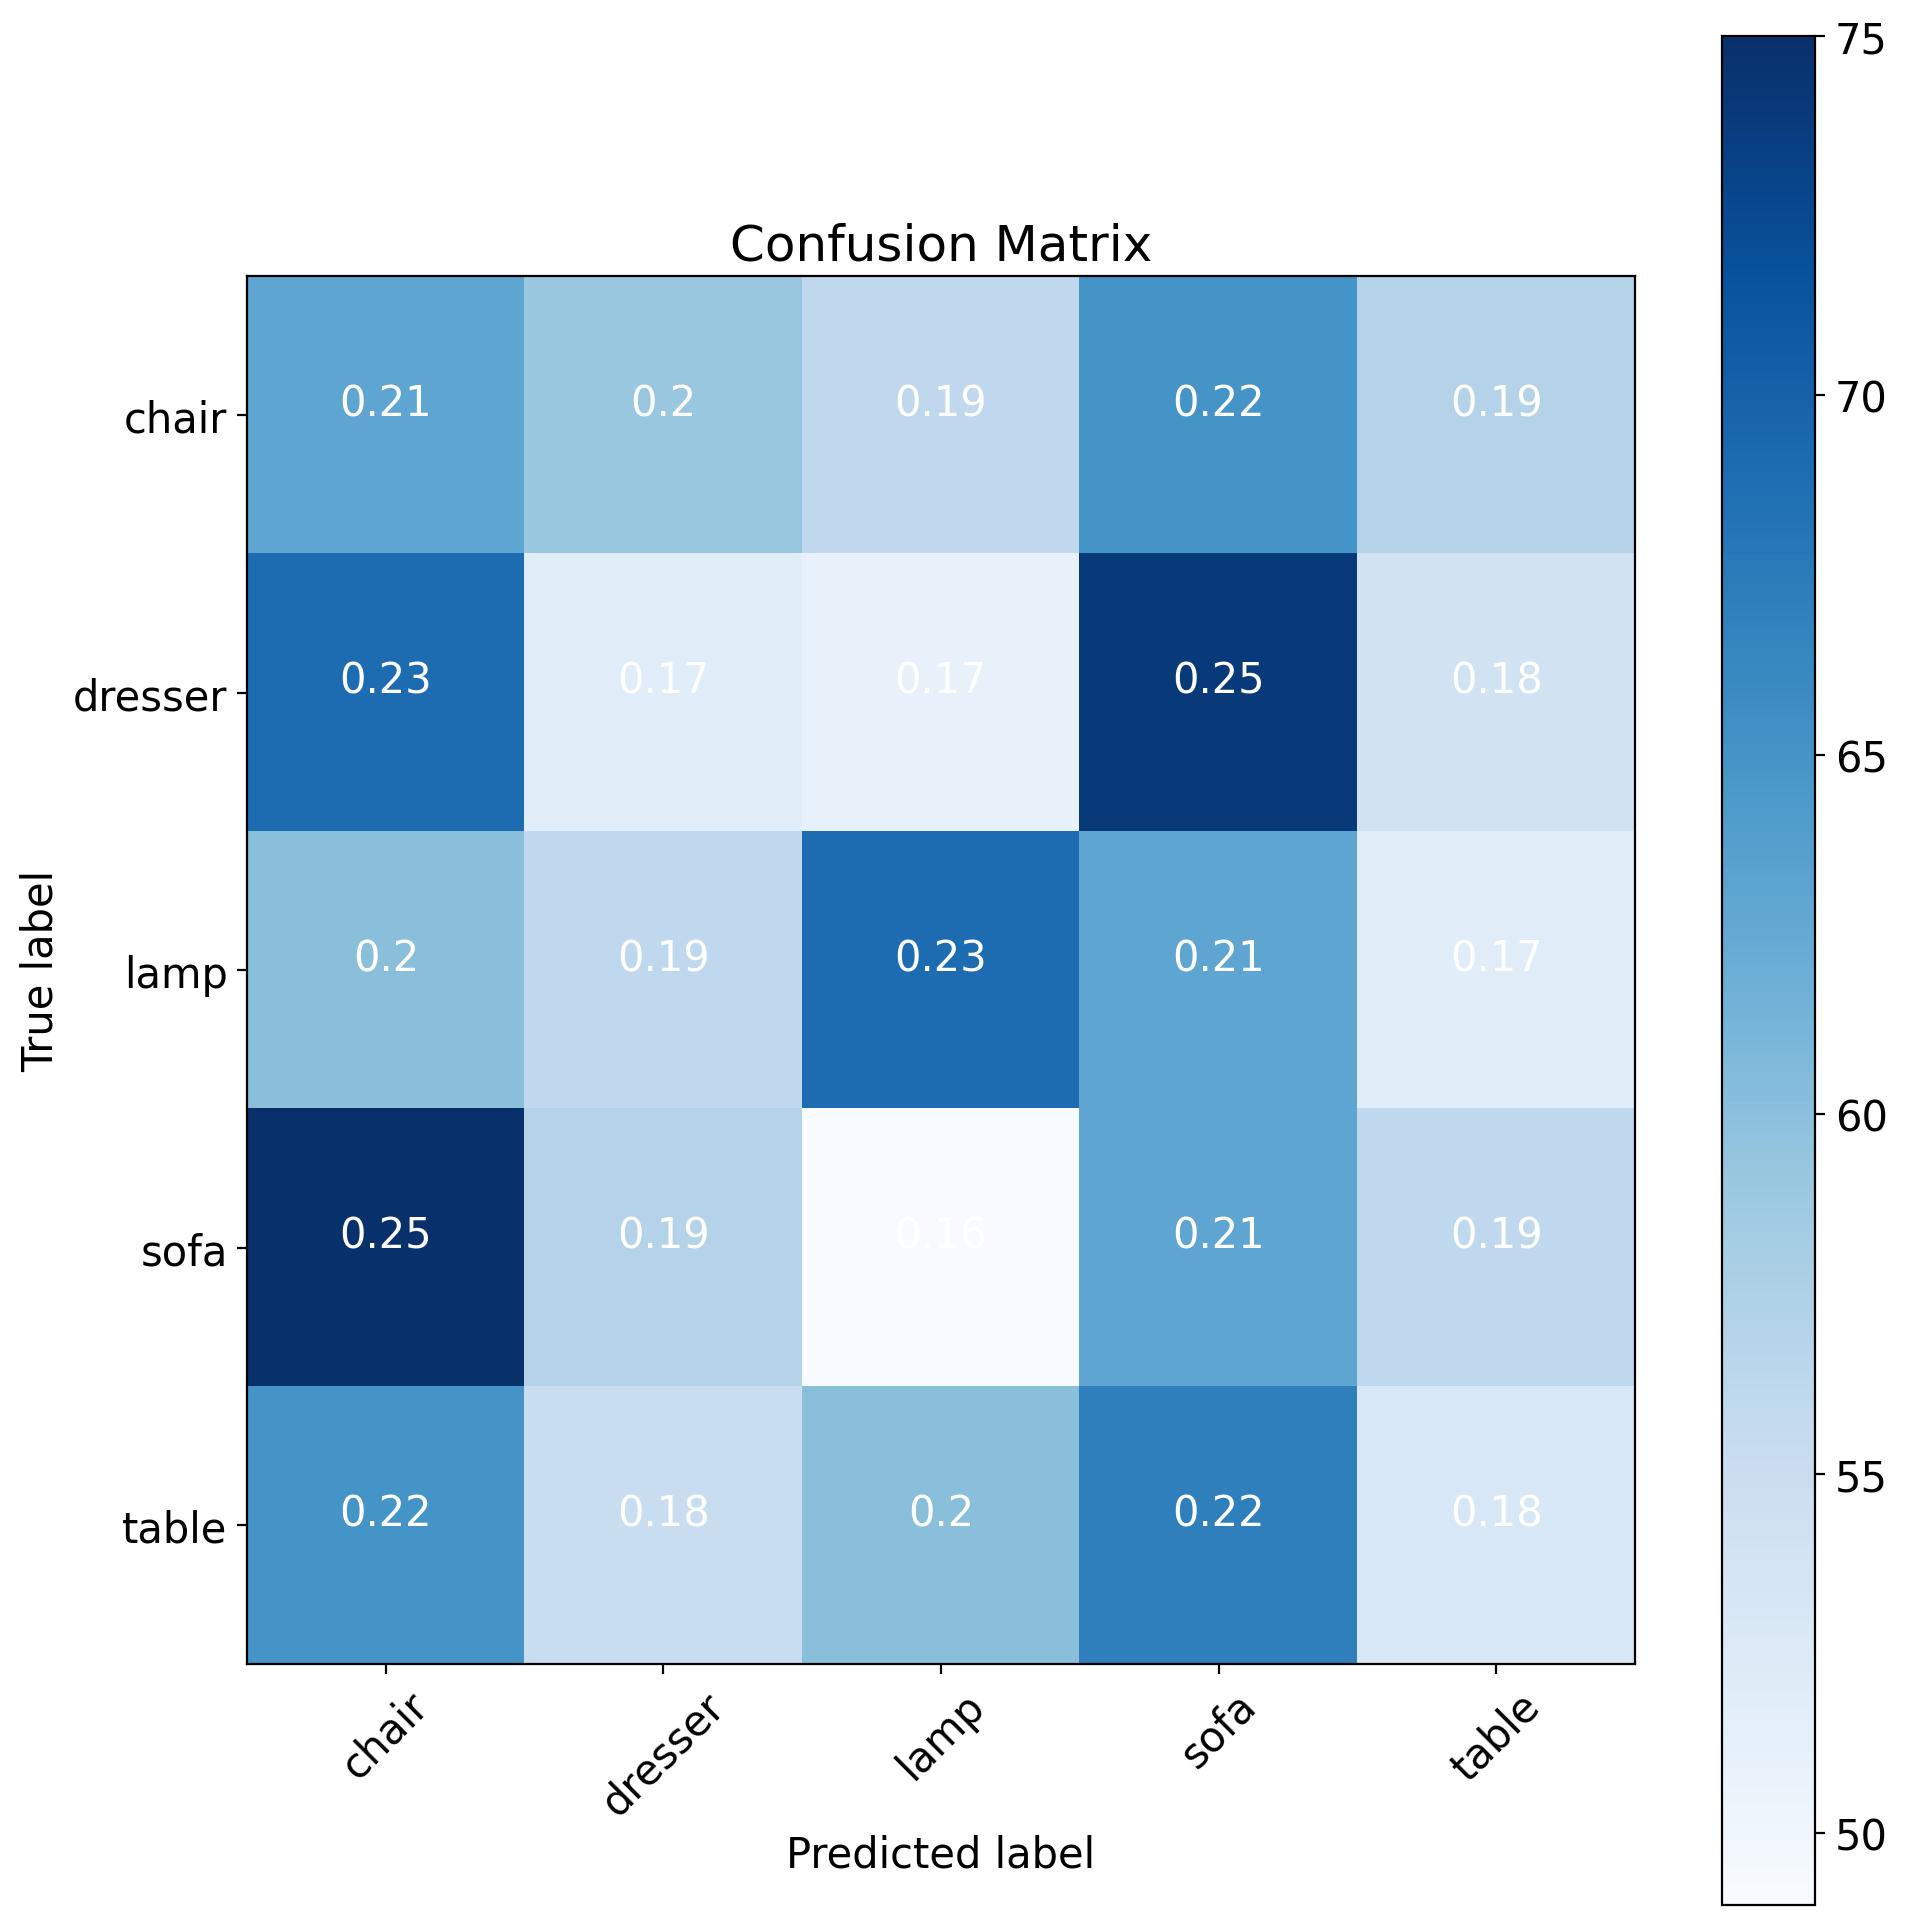 Confusion Matrix
chair 0.21 0.2 0.19 0.22 0.19
dresser 0.23 0.17 0.17 0.25 0.18
lamp 0.2 0.19 0.23 0.21 0.17
sofa 0.25 0.19 0.16 0.21 0.19
table 0.22 0.18 0.2 0.22 0.18
True label
chair dresser lamp sofa table
Predicted label
75
70
65
60
55
50